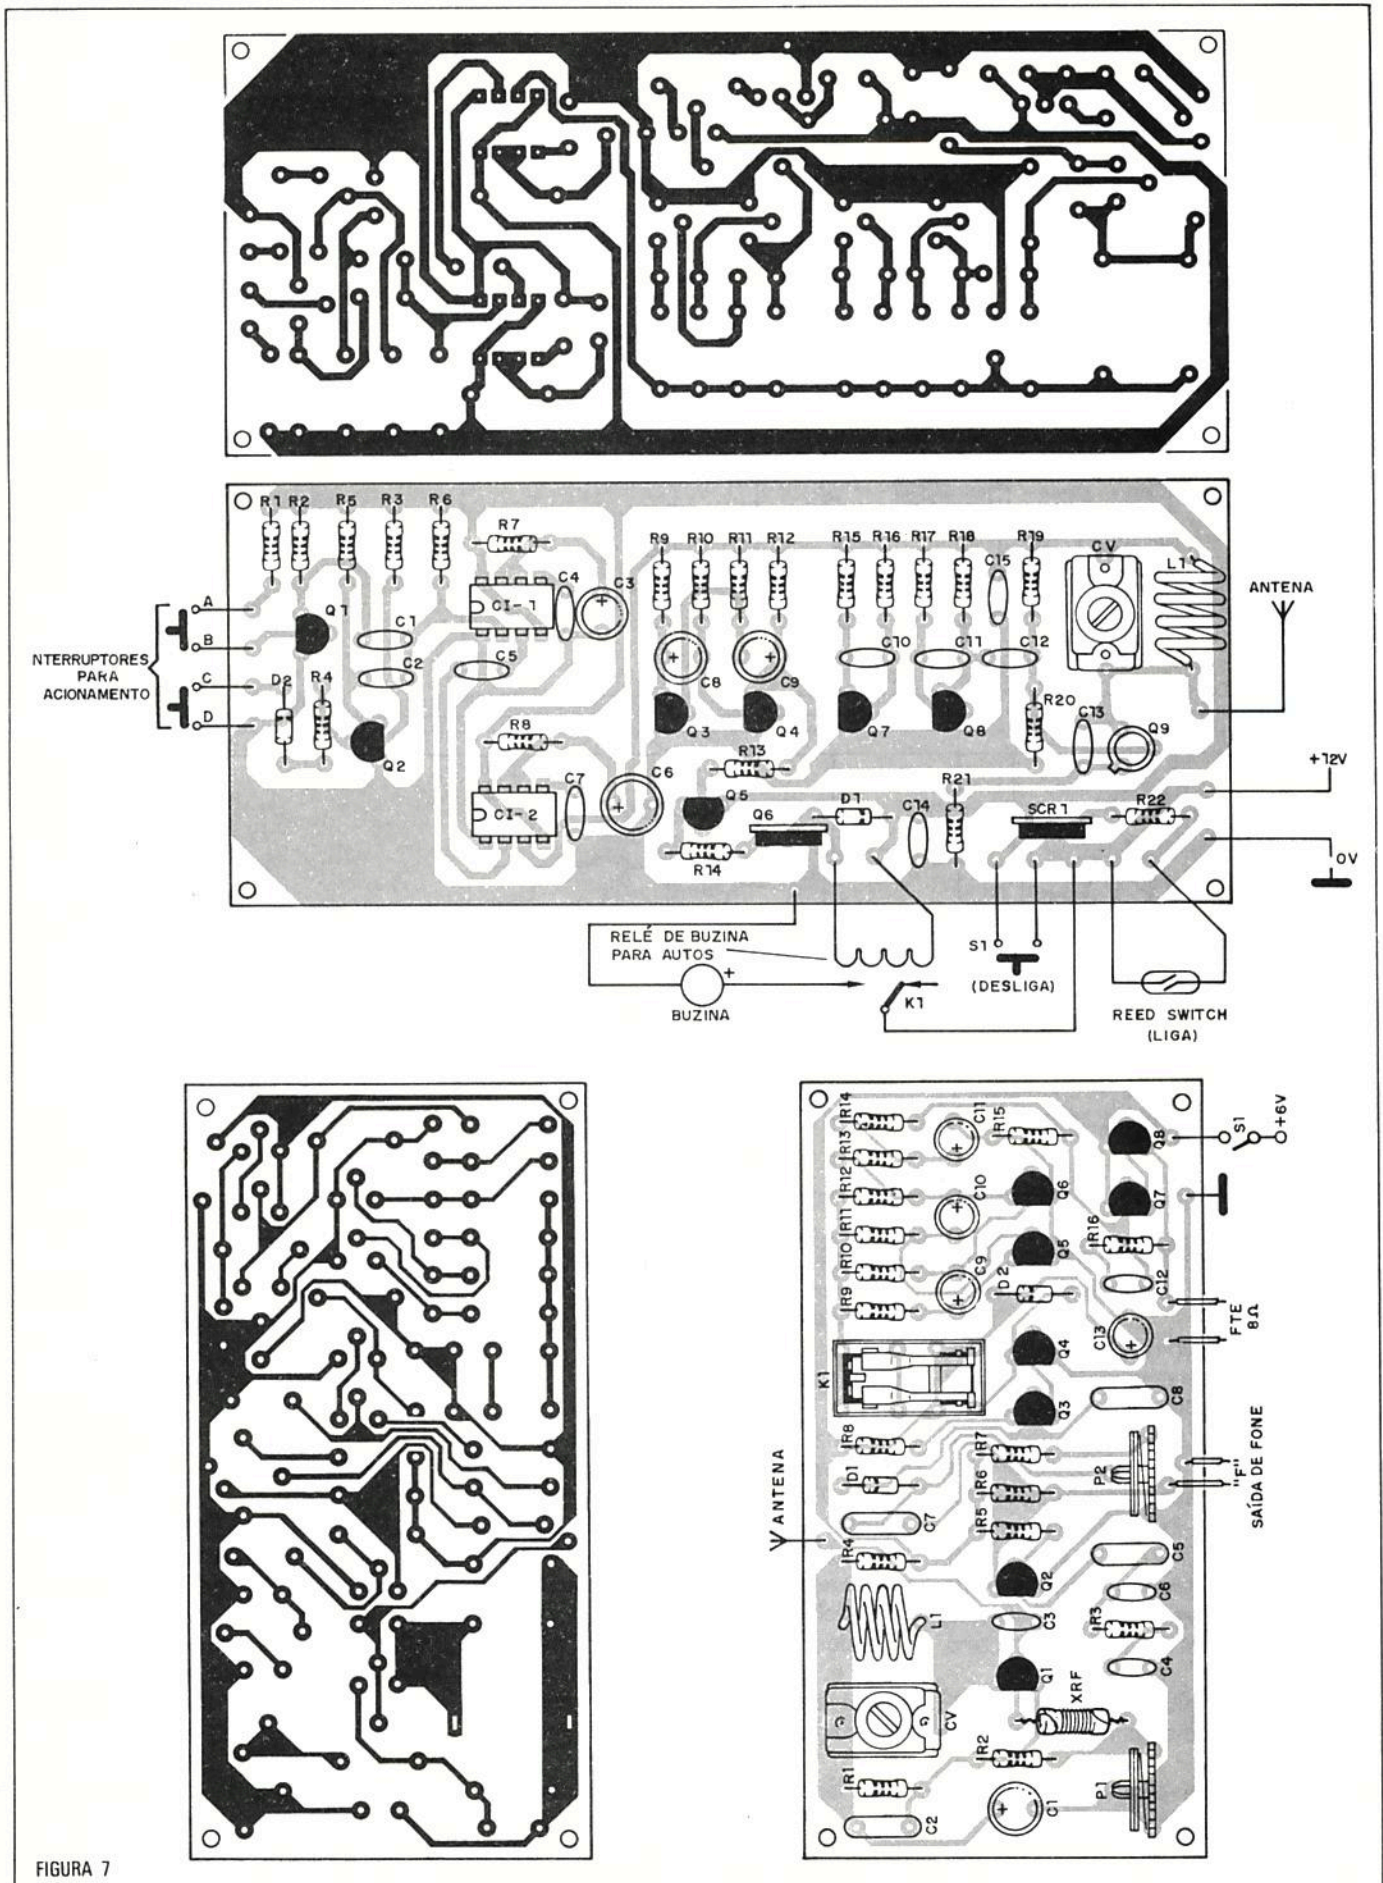 R1 R2 R5 R3 R6
R7
R9 R10 R11 R12 R15 R16 R17 R18 C15 R19 CV L1
A
B
C
D
NTERRUPTORES
PARA
ACIONAMENTO
Q1
C1
C2
CI-1
C4
C3
C5
D2 R4
Q2
C8
C9
C10
C11
C12
ANTENA
Q3
Q4
Q7
Q8
R20
C13
Q9
R8
C6
R13
CI-2
C7
Q5
Q6
D1
C14
R21
SCR1
R22
R14
+12V
0V
RELÉ DE BUZINA
PARA AUTOS
+
BUZINA
K1
S1
(DESLIGA)
REED SWITCH
(LIGA)
R14
R13
R12
R11
R10
R9
C11
R15
C10
C9
Q6
Q5
D2
Q8
Q7
R16
C12
S1
+6V
FTE
8Ω
C13
K1
Q4
Q3
C8
R8
D1
R7
R6
R5
P2
"F"
SAÍDA DE FONE
ANTENA
C7
R4
L1
Q2
C3
C5
C6
R3
C4
Q1
XRF
CV
R1
R2
C2
C1
P1
FIGURA 7